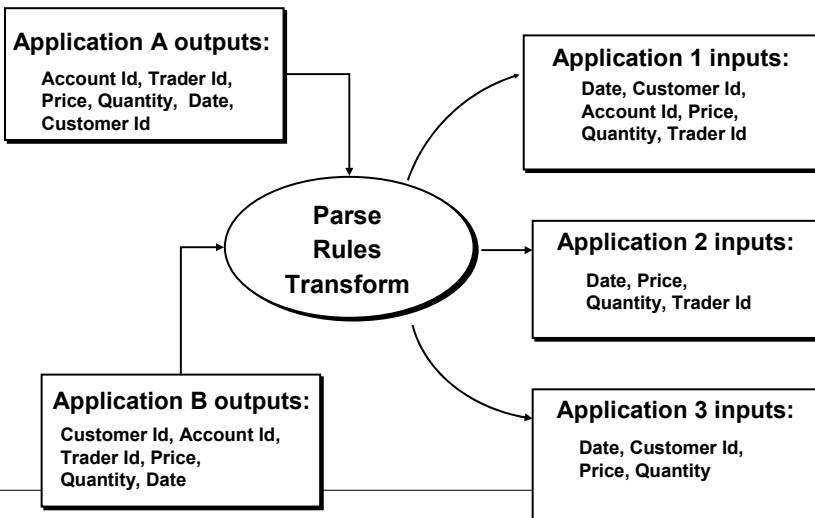 Application A outputs:
Account Id, Trader Id,
Price, Quantity, Date,
Customer Id
Parse
Rules
Transform
Application B outputs:
Customer Id, Account Id,
Trader Id, Price,
Quantity, Date
Application 1 inputs:
Date, Customer Id,
Account Id, Price,
Quantity, Trader Id
Application 2 inputs:
Date, Price,
Quantity, Trader Id
Application 3 inputs:
Date, Customer Id,
Price, Quantity